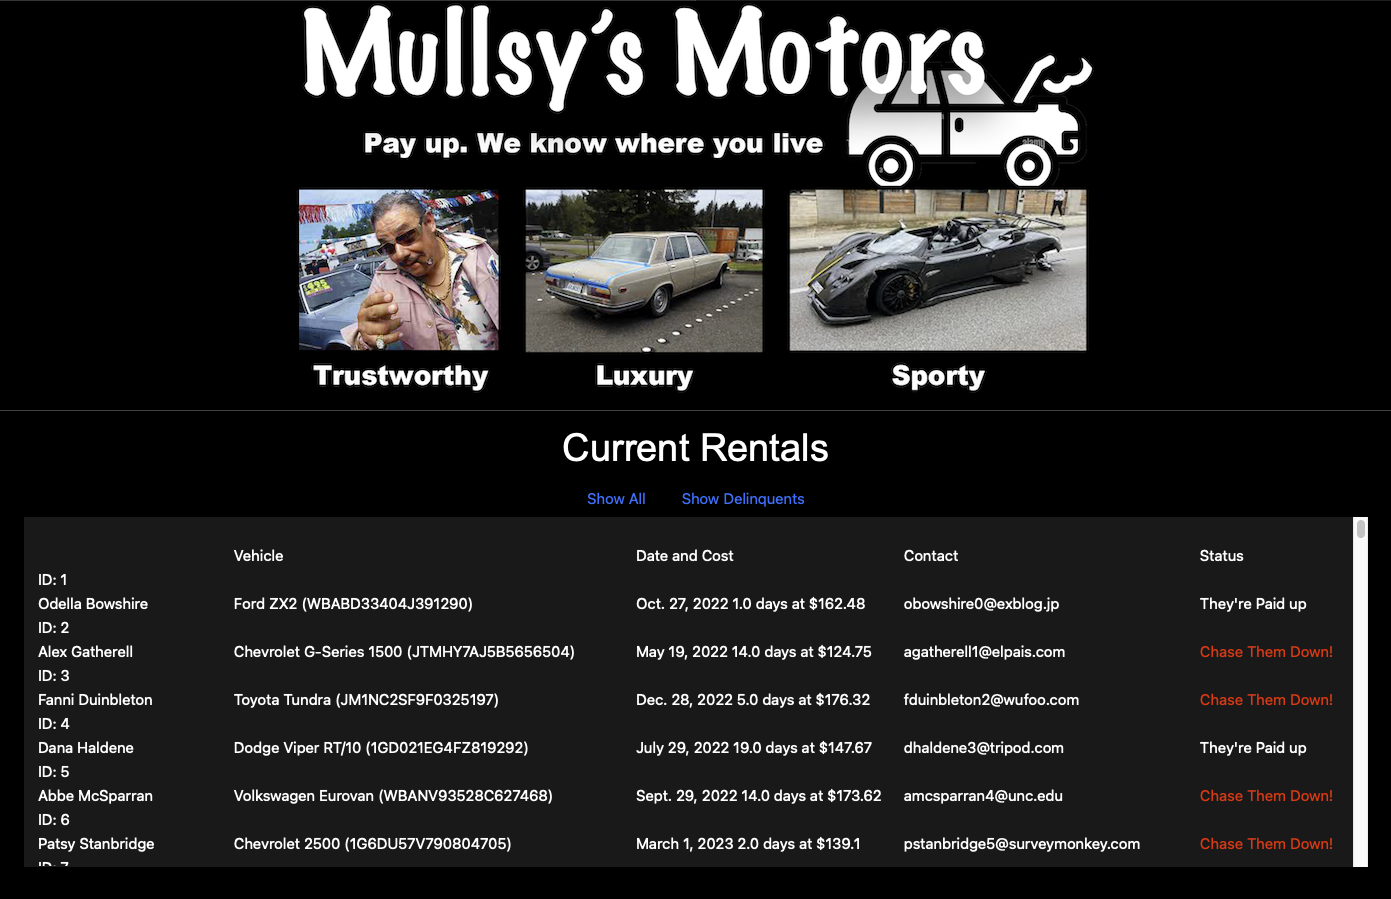 Mullsy's Motors
Pay up. We know where you live
alamy
a
Trustworthy Luxury Sporty
Current Rentals
Show All Show Delinquents
Vehicle Date and Cost Contact Status
ID: 1
Odella Bowshire Ford ZX2 (WBABD33404J391290) Oct. 27, 2022 1.0 days at $162.48 obowshire0@exblog.jp They're Paid up
ID: 2
Alex Gatherell Chevrolet G-Series 1500 (JTMHY7AJ5B5656504) May 19, 2022 14.0 days at $124.75 agatherell1@elpais.com Chase Them Down!
ID: 3
Fanni Duinbleton Toyota Tundra (JM1NC2SF9F0325197) Dec. 28, 2022 5.0 days at $176.32 fduinbleton2@wufoo.com Chase Them Down!
ID: 4
Dana Haldene Dodge Viper RT/10 (1GD021EG4FZ819292) July 29, 2022 19.0 days at $147.67 dhaldene3@tripod.com They're Paid up
ID: 5
Abbe McSparran Volkswagen Eurovan (WBANV93528C627468) Sept. 29, 2022 14.0 days at $173.62 amcsparran4@unc.edu Chase Them Down!
ID: 6
Patsy Stanbridge Chevrolet 2500 (1G6DU57V790804705) March 1, 2023 2.0 days at $139.1 pstanbridge5@surveymonkey.com Chase Them Down!
ID: 7